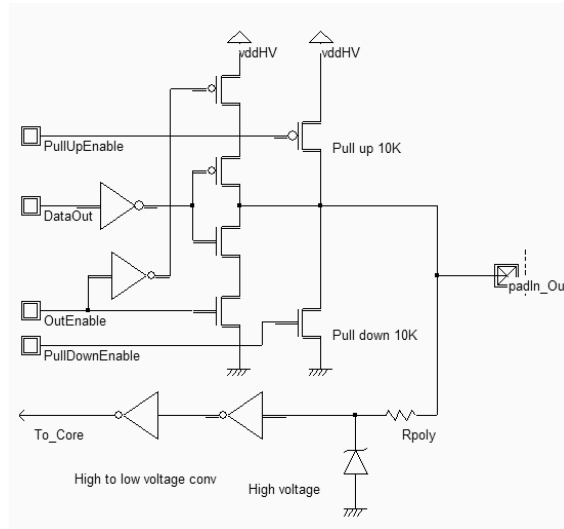 vddHV
vddHV
PullUpEnable
Pull up 10K
DataOut
padIn_Ou
OutEnable
PullDownEnable
Pull down 10K
To_Core
Rpoly
High to low voltage conv
High voltage